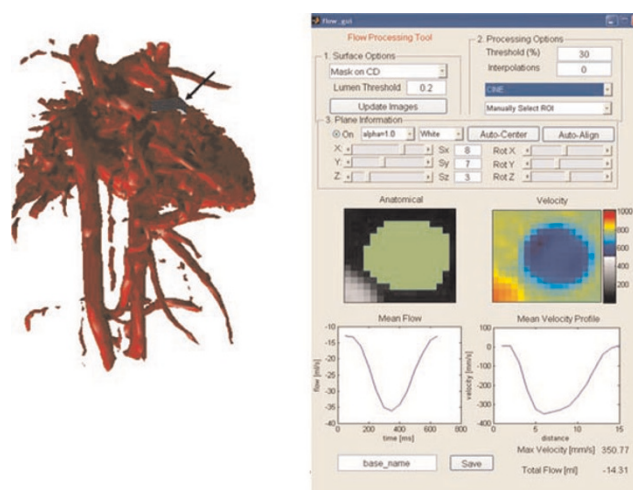 Flow_gui
Flow Processing Tool
1. Surface Options
Mask on CD
Lumen Threshold 0.2
Update Images
2. Processing Options
Threshold (%) 30
Interpolations 0
CINE
Manually Select ROI
3. Plane Information
On alpha=1.0 White Auto-Center Auto-Align
X: Sx 8 Rot X
Y: Sy 7 Rot Y
Z: Sz 3 Rot Z
Anatomical Velocity
1000
800
600
400
200
Mean Flow
-10
-15
-20
-25
-30
-35
-40
flow [ml/s]
0 200 400 600 800
time [ms]
Mean Velocity Profile
100
0
-100
-200
-300
-400
velocity [mm/s]
0 5 10 15
distance
Max Velocity [mm/s] 350.77
base_name Save Total Flow [ml] -14.31